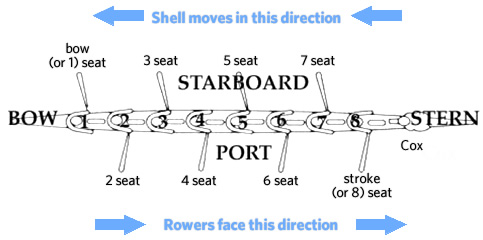 Shell moves in this direction
bow
(or 1) seat
3 seat
5 seat
7 seat
STARBOARD
BOW
1
2
3
4
5
6
7
8
STERN
PORT
Cox
2 seat
4 seat
6 seat
stroke
(or 8) seat
Rowers face this direction